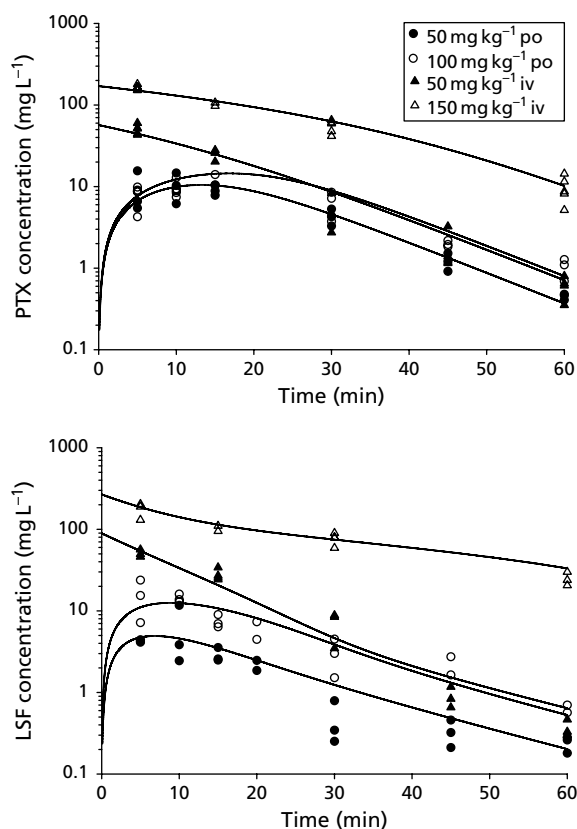 1000
100
10
1
0.1
PTX concentration (mg L⁻¹)
● 50 mg kg⁻¹ po
○ 100 mg kg⁻¹ po
▲ 50 mg kg⁻¹ iv
△ 150 mg kg⁻¹ iv
0 10 20 30 40 50 60
Time (min)
1000
100
10
1
0.1
LSF concentration (mg L⁻¹)
0 10 20 30 40 50 60
Time (min)